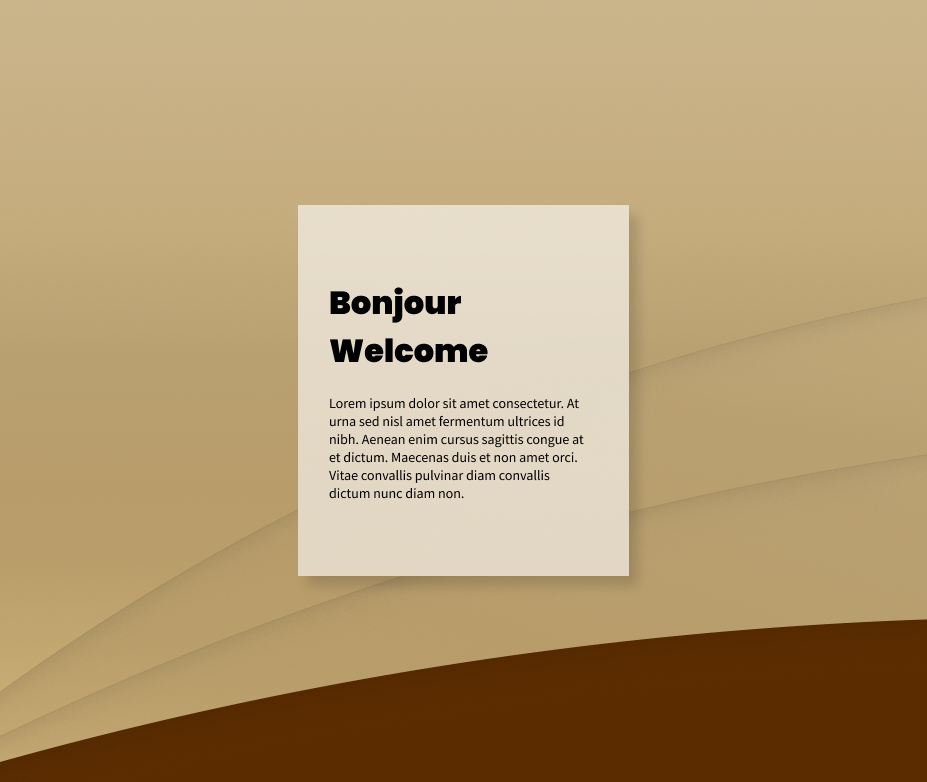 Bonjour
Welcome
Lorem ipsum dolor sit amet consectetur. At
urna sed nisl amet fermentum ultrices id
nibh. Aenean enim cursus sagittis congue at
et dictum. Maecenas duis et non amet orci.
Vitae convallis pulvinar diam convallis
dictum nunc diam non.